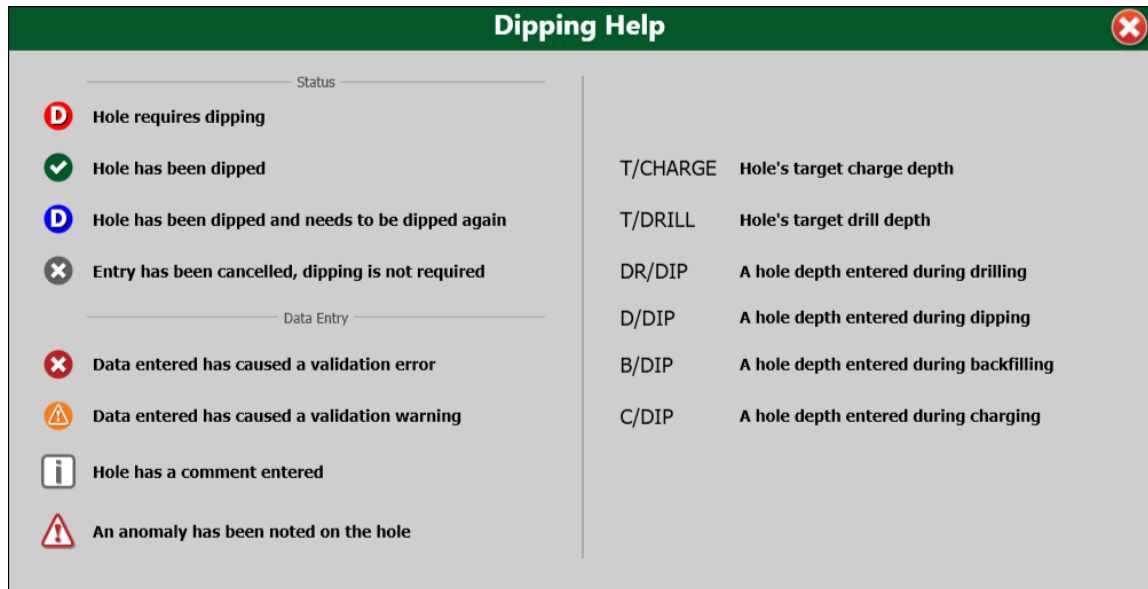 Dipping Help
Status
D Hole requires dipping
Hole has been dipped
D Hole has been dipped and needs to be dipped again
Entry has been cancelled, dipping is not required
Data Entry
Data entered has caused a validation error
Data entered has caused a validation warning
i Hole has a comment entered
An anomaly has been noted on the hole
T/CHARGE Hole's target charge depth
T/DRILL Hole's target drill depth
DR/DIP A hole depth entered during drilling
D/DIP A hole depth entered during dipping
B/DIP A hole depth entered during backfilling
C/DIP A hole depth entered during charging